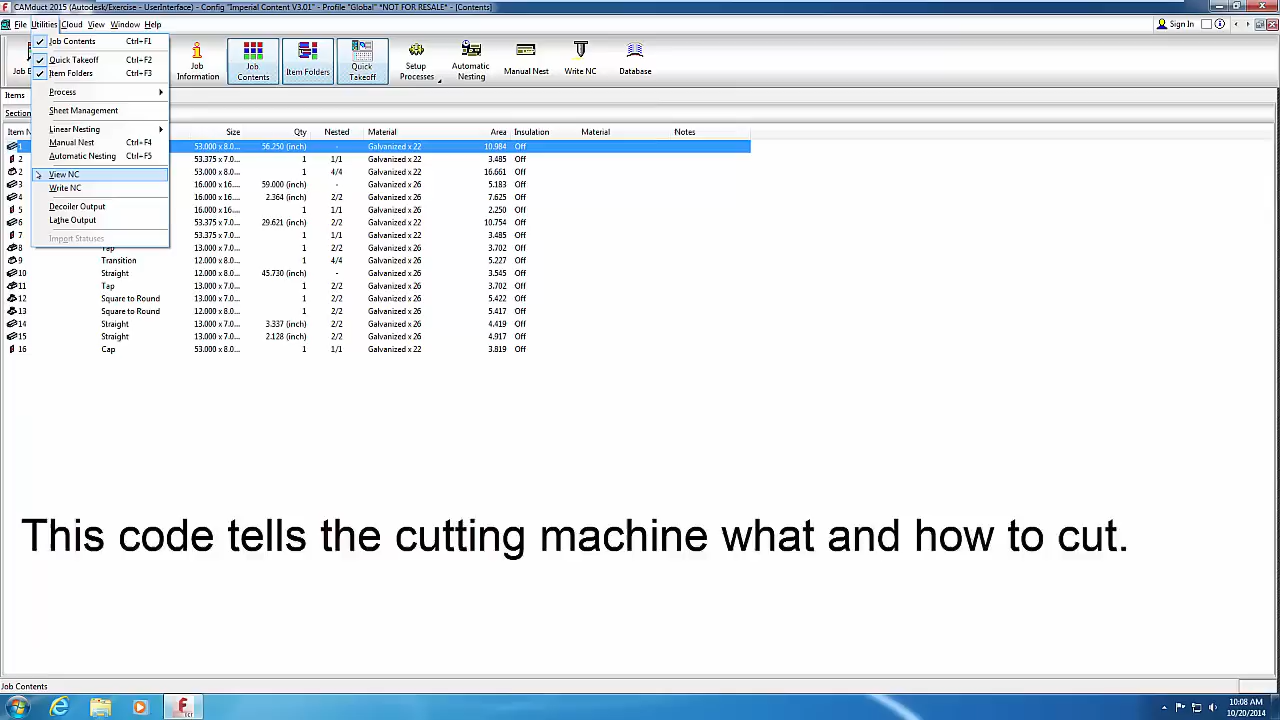 CAMduct 2015 (Autodesk/Exercise - UserInterface) - Config "Imperial Content V3.01" - Profile "Global" *NOT FOR RESALE* - [Contents]
File Utilities Cloud View Window Help Sign In
Job Contents Ctrl+F1
Quick Takeoff Ctrl+F2
Item Folders Ctrl+F3
Process
Sheet Management
Linear Nesting
Manual Nest Ctrl+F4
Automatic Nesting Ctrl+F5
View NC
Write NC
Decoiler Output
Lathe Output
Import Statuses
Job Information
Job Contents
Item Folders
Quick Takeoff
Setup Processes
Automatic Nesting
Manual Nest
Write NC
Database
Items
Section
Size Qty Nested Material Area Insulation Material Notes
1 53.000 x 8.0... 56.250 (inch) - Galvanized x 22 10.984 Off
2 53.375 x 7.0... 1 1/1 Galvanized x 22 3.485 Off
2 53.000 x 8.0... 1 4/4 Galvanized x 22 16.661 Off
3 16.000 x 16.... 59.000 (inch) - Galvanized x 26 5.183 Off
4 16.000 x 16.... 2.364 (inch) 2/2 Galvanized x 26 7.625 Off
5 16.000 x 16.... 1 1/1 Galvanized x 26 2.250 Off
6 53.375 x 7.0... 29.621 (inch) 2/2 Galvanized x 22 10.754 Off
7 53.375 x 7.0... 1 1/1 Galvanized x 22 3.485 Off
8 Tap 13.000 x 7.0... 1 2/2 Galvanized x 26 3.702 Off
9 Transition 12.000 x 8.0... 1 4/4 Galvanized x 26 5.227 Off
10 Straight 12.000 x 8.0... 45.730 (inch) - Galvanized x 26 3.545 Off
11 Tap 13.000 x 7.0... 1 2/2 Galvanized x 26 3.702 Off
12 Square to Round 13.000 x 7.0... 1 2/2 Galvanized x 26 5.422 Off
13 Square to Round 12.000 x 8.0... 1 2/2 Galvanized x 26 5.417 Off
14 Straight 13.000 x 7.0... 3.337 (inch) 2/2 Galvanized x 26 4.419 Off
15 Straight 13.000 x 7.0... 2.128 (inch) 2/2 Galvanized x 26 4.917 Off
16 Cap 53.000 x 8.0... 1 1/1 Galvanized x 22 3.819 Off
This code tells the cutting machine what and how to cut.
Job Contents
10:08 AM
10/20/2014